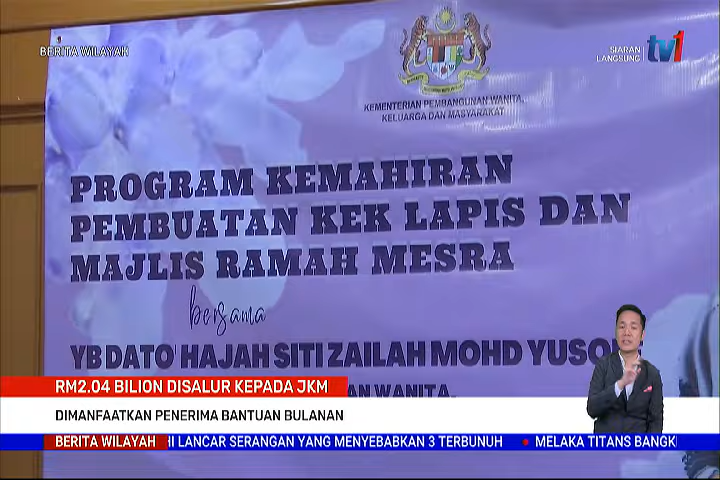 BERITA WILAYAH
SIARAN
LANGSUNG
tv1
KEMENTERIAN PEMBANGUNAN WANITA,
KELUARGA DAN MASYARAKAT
PROGRAM KEMAHIRAN
PEMBUATAN KEK LAPIS DAN
MAJLIS RAMAH MESRA
bersama
YB DATO HAJAH SITI ZAILAH MOHD YUSO
WANITA,
RM2.04 BILION DISALUR KEPADA JKM
DIMANFAATKAN PENERIMA BANTUAN BULANAN
BERITA WILAYAH
I LANCAR SERANGAN YANG MENYEBABKAN 3 TERBUNUH • MELAKA TITANS BANGKI